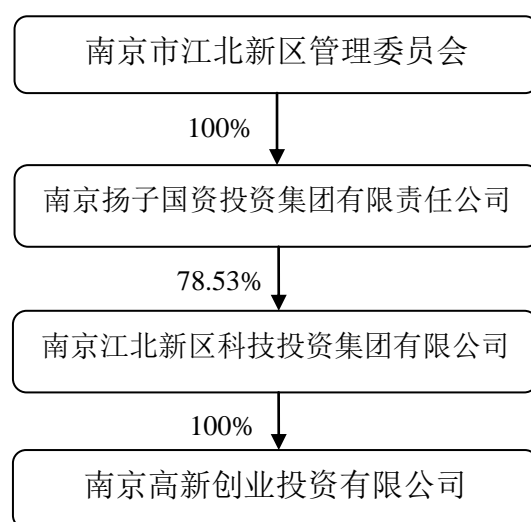 南京市江北新区管理委员会
100%
南京扬子国资投资集团有限责任公司
78.53%
南京江北新区科技投资集团有限公司
100%
南京高新创业投资有限公司